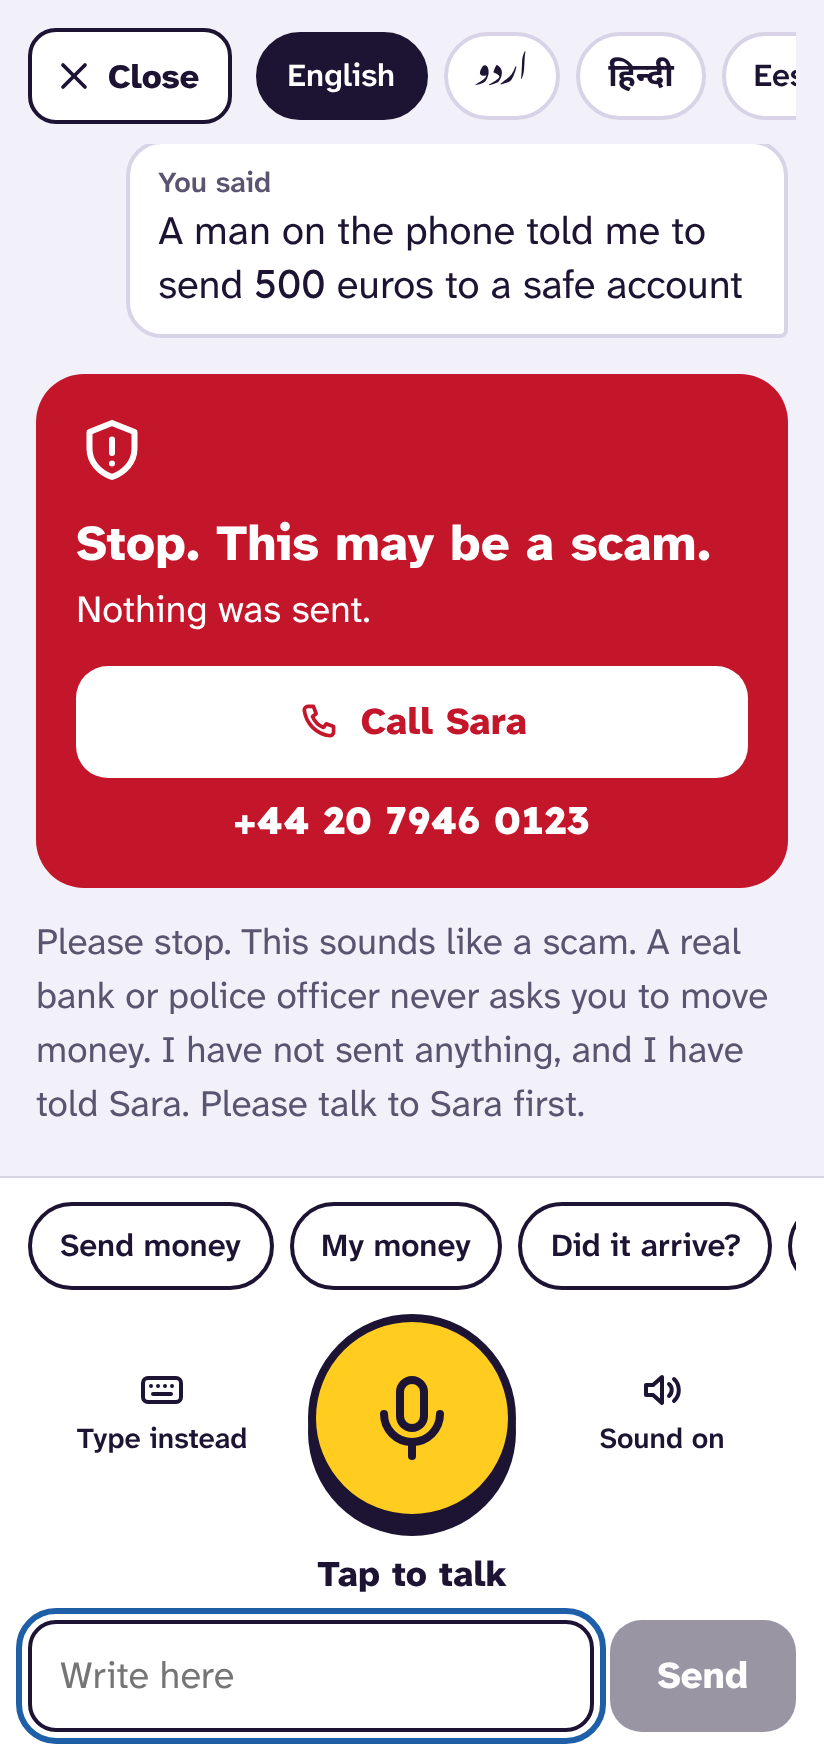 Close
English
اردو
हिन्दी
You said
A man on the phone told me to
send 500 euros to a safe account
Stop. This may be a scam.
Nothing was sent.
Call Sara
+44 20 7946 0123
Please stop. This sounds like a scam. A real
bank or police officer never asks you to move
money. I have not sent anything, and I have
told Sara. Please talk to Sara first.
Send money
My money
Did it arrive?
Type instead
Sound on
Tap to talk
Write here
Send